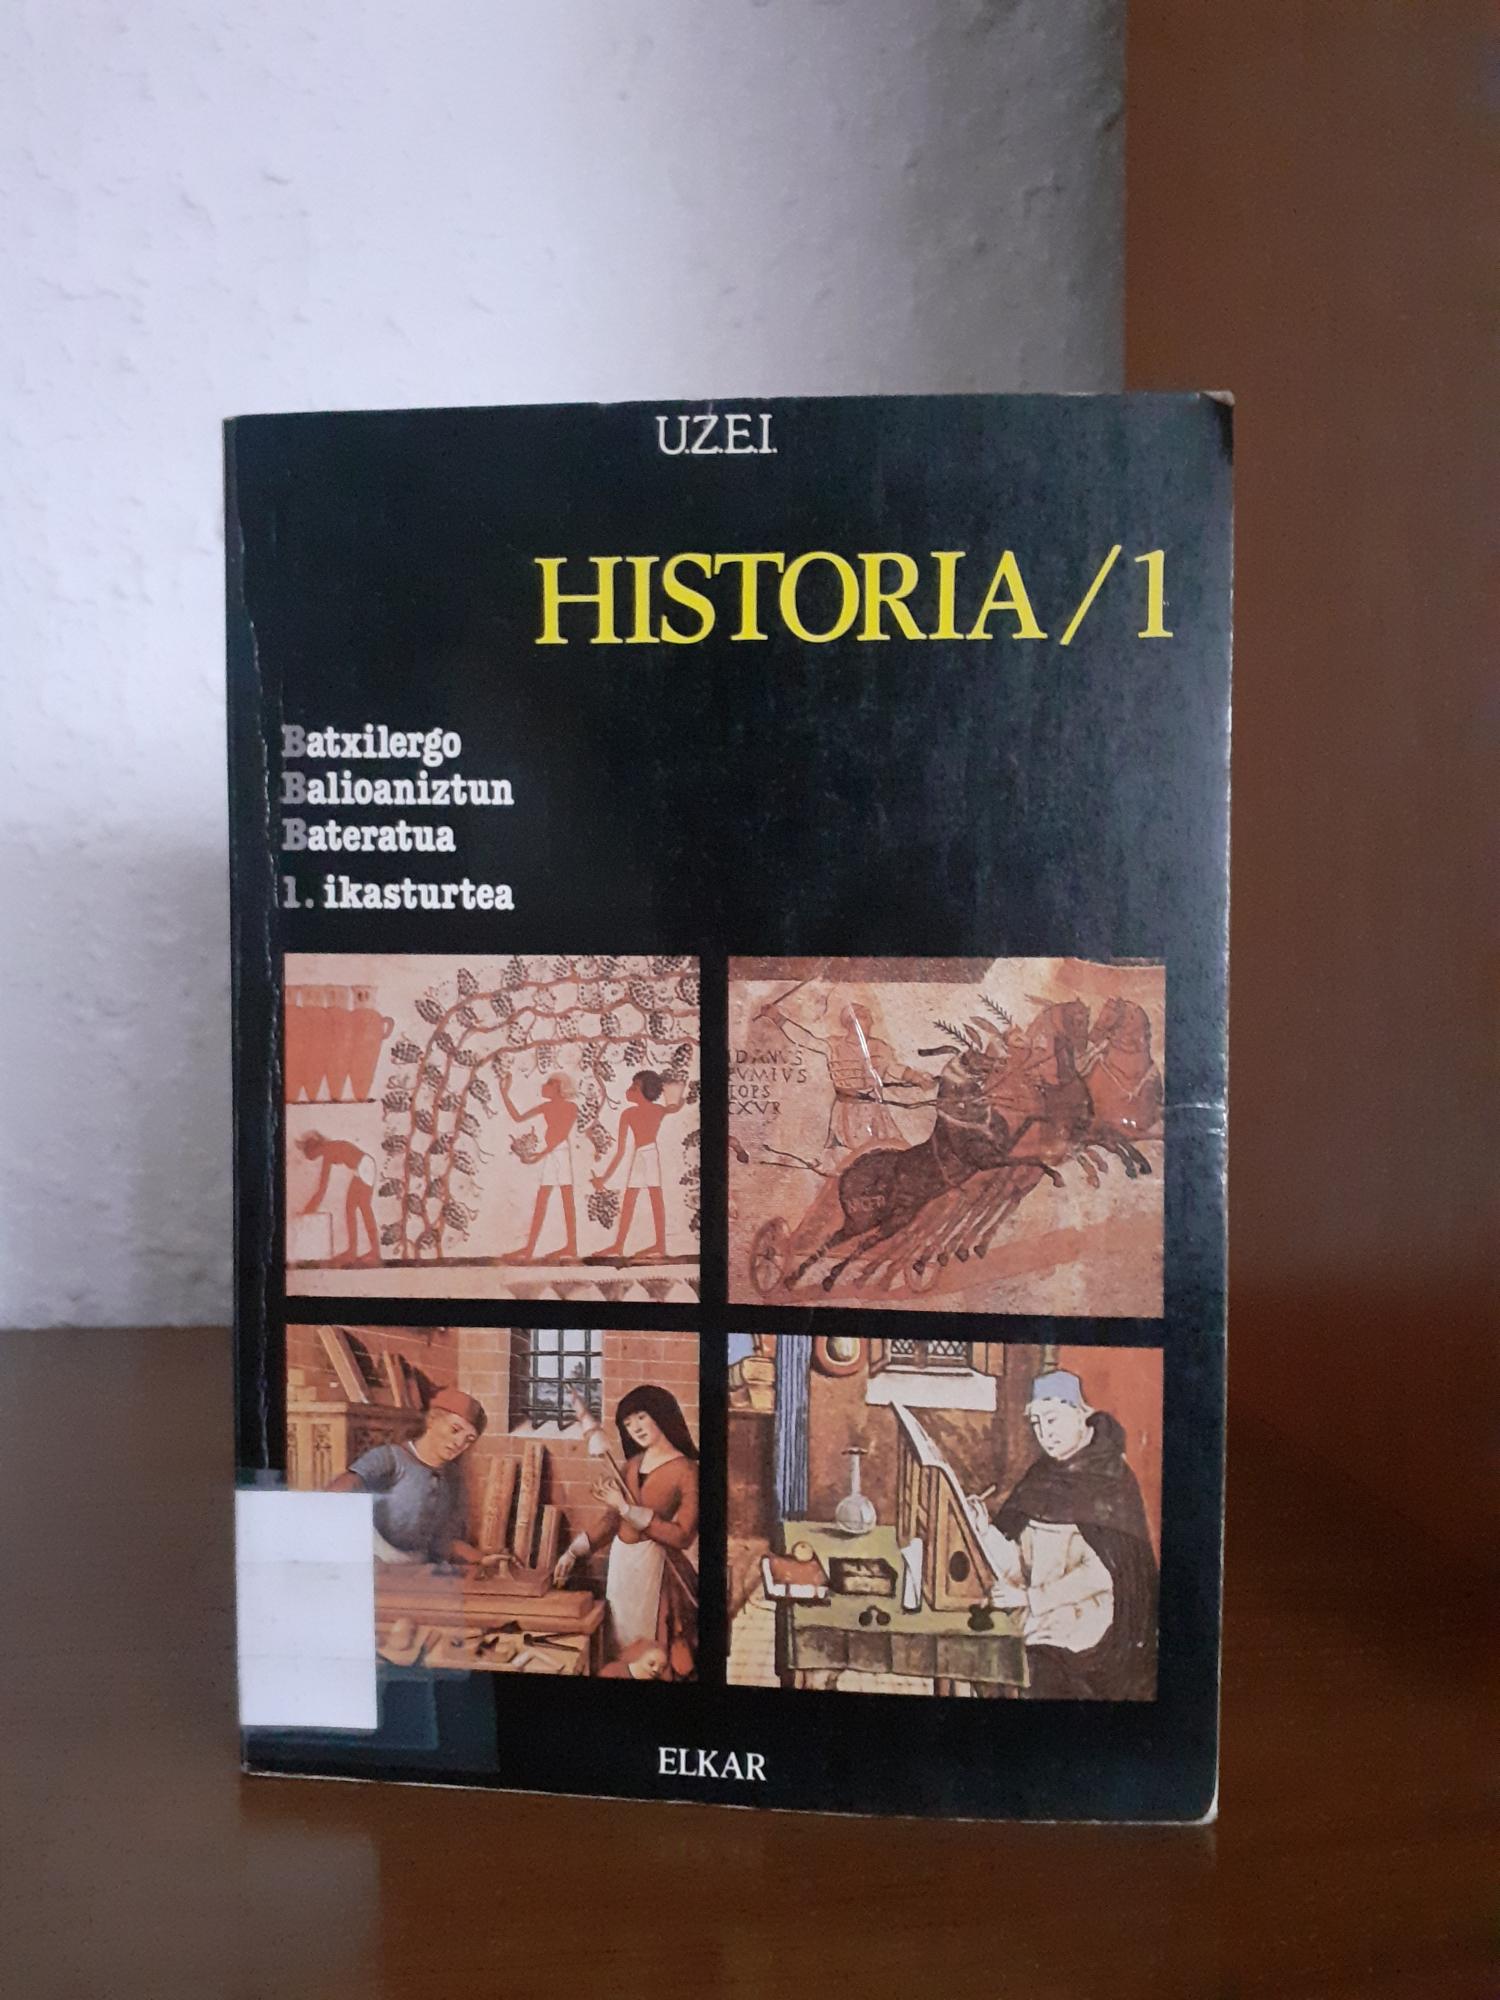 U.Z.E.I.
HISTORIA/1
Batxilergo
Balioaniztun
Bateratua
1. ikasturtea
ELKAR